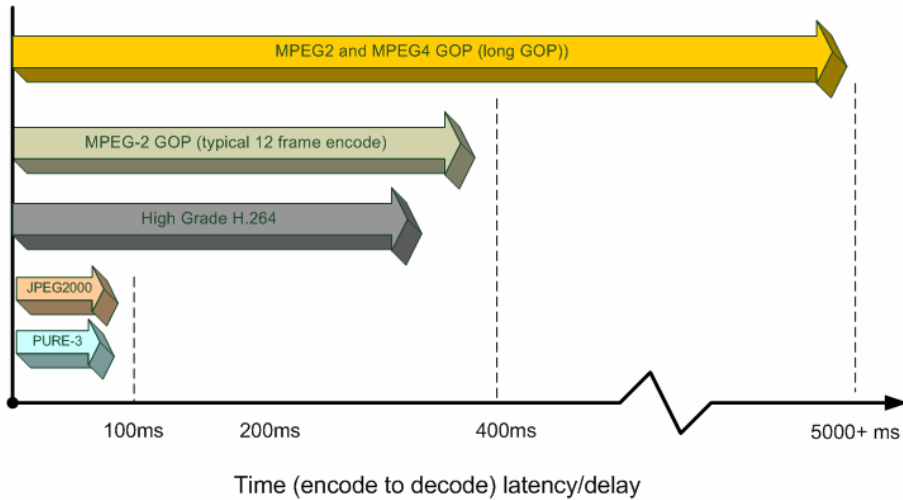 MPEG2 and MPEG4 GOP (long GOP))
MPEG-2 GOP (typical 12 frame encode)
High Grade H.264
JPEG2000
PURE-3
100ms
200ms
400ms
5000+ ms
Time (encode to decode) latency/delay